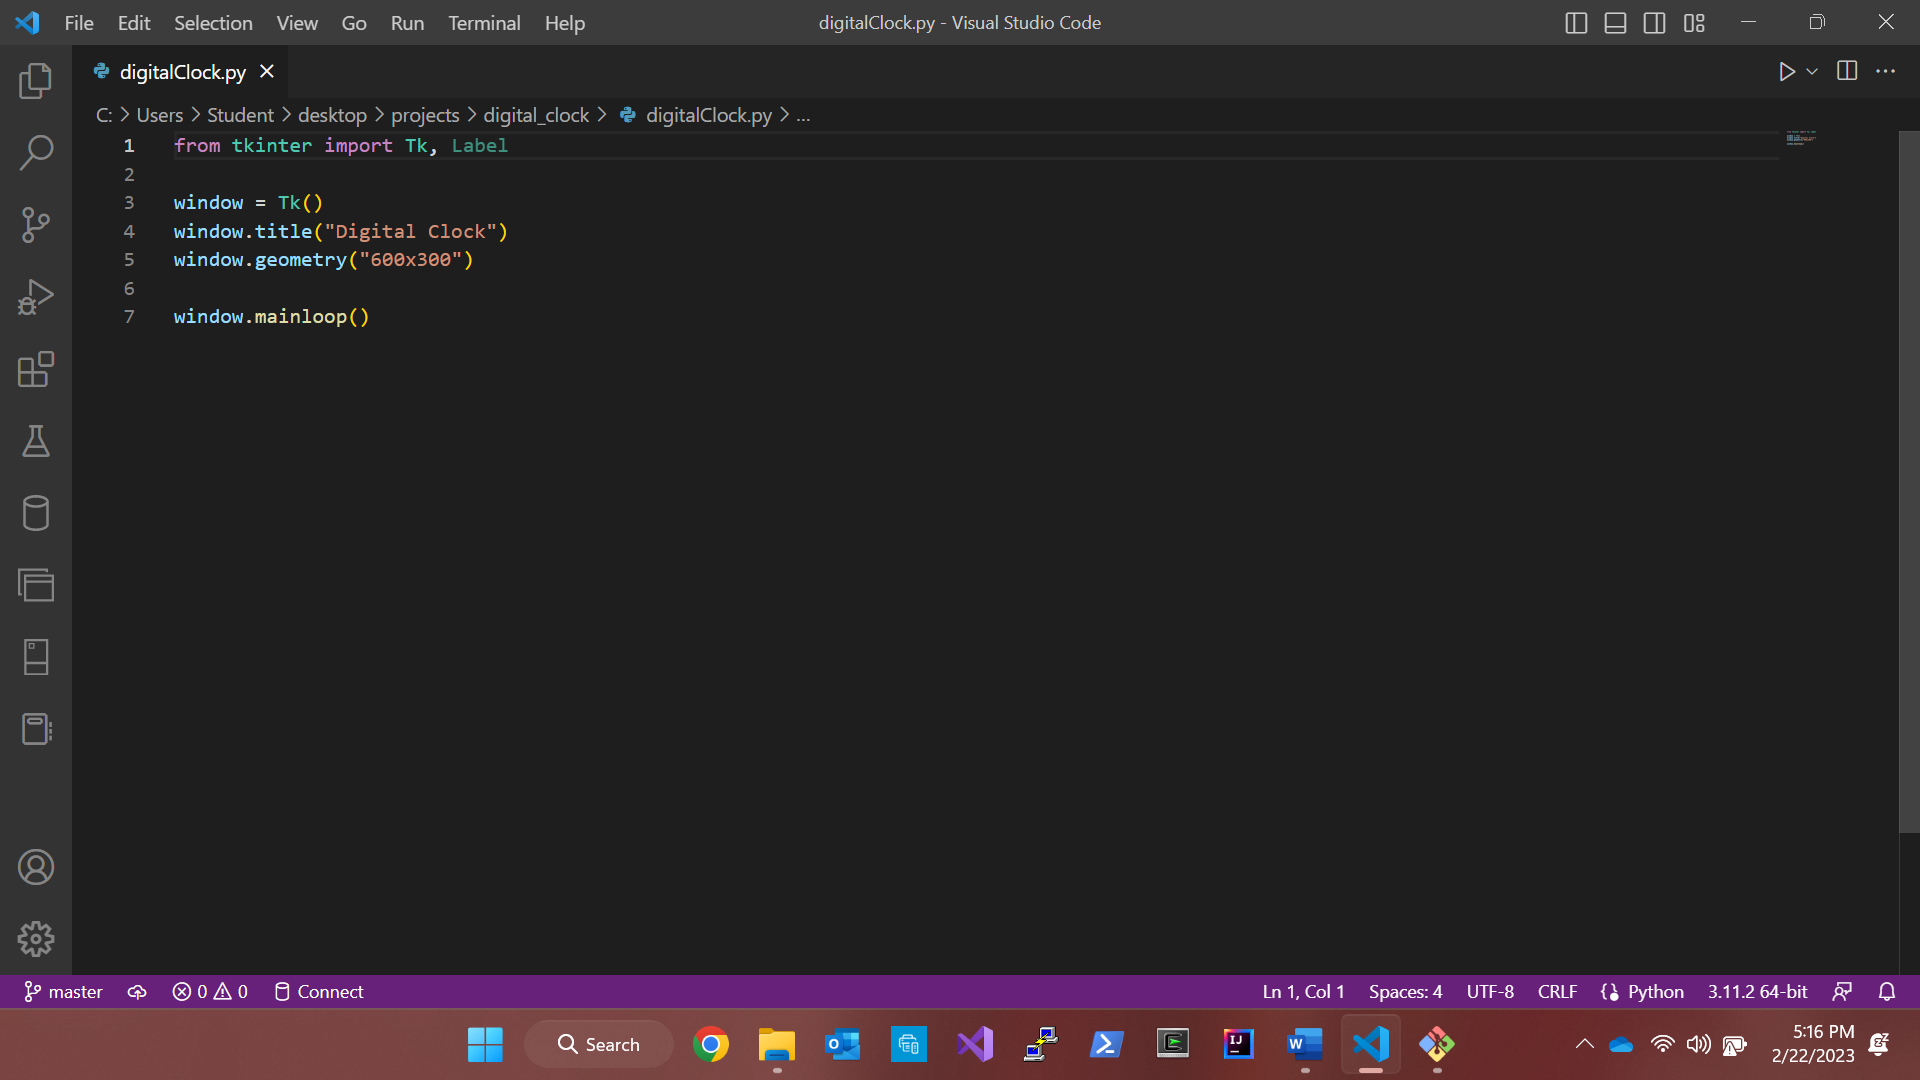 File Edit Selection View Go Run Terminal Help digitalClock.py - Visual Studio Code
digitalClock.py
C: > Users > Student > desktop > projects > digital_clock > digitalClock.py > ...
1 from tkinter import Tk, Label
2
3 window = Tk()
4 window.title("Digital Clock")
5 window.geometry("600x300")
6
7 window.mainloop()
master 0 0 Connect Ln 1, Col 1 Spaces: 4 UTF-8 CRLF Python 3.11.2 64-bit
Search 5:16 PM
2/22/2023